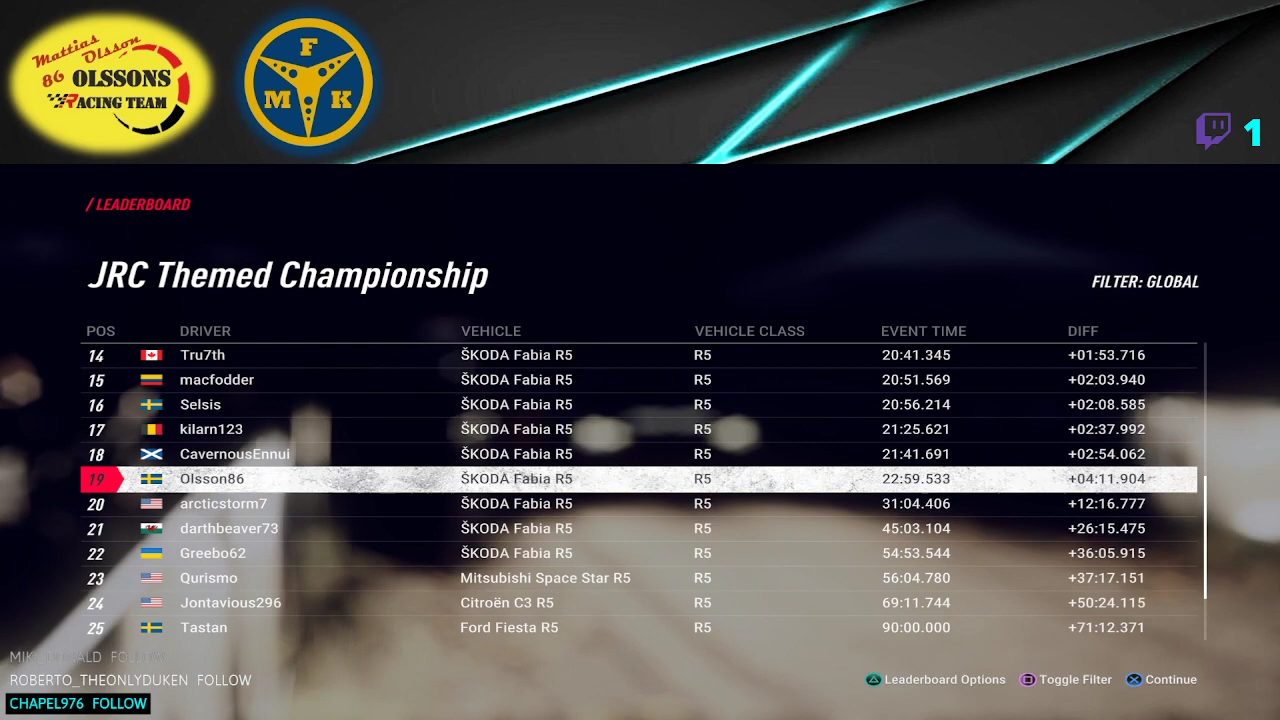 Mattias Olsson
86 OLSSONS
RACING TEAM
F
M K
1
/ LEADERBOARD
JRC Themed Championship
FILTER: GLOBAL
POS DRIVER VEHICLE VEHICLE CLASS EVENT TIME DIFF
14 Tru7th ŠKODA Fabia R5 R5 20:41.345 +01:53.716
15 macfodder ŠKODA Fabia R5 R5 20:51.569 +02:03.940
16 Selsis ŠKODA Fabia R5 R5 20:56.214 +02:08.585
17 kilarn123 ŠKODA Fabia R5 R5 21:25.621 +02:37.992
18 CavernousEnnui ŠKODA Fabia R5 R5 21:41.691 +02:54.062
19 Olsson86 ŠKODA Fabia R5 R5 22:59.533 +04:11.904
20 arcticstorm7 ŠKODA Fabia R5 R5 31:04.406 +12:16.777
21 darthbeaver73 ŠKODA Fabia R5 R5 45:03.104 +26:15.475
22 Greebo62 ŠKODA Fabia R5 R5 54:53.544 +36:05.915
23 Qurismo Mitsubishi Space Star R5 R5 56:04.780 +37:17.151
24 Jontavious296 Citroën C3 R5 R5 69:11.744 +50:24.115
25 Tastan Ford Fiesta R5 R5 90:00.000 +71:12.371
FOLLOW
ROBERTO_THEONLYDUKEN FOLLOW
CHAPEL976 FOLLOW
Leaderboard Options Toggle Filter Continue